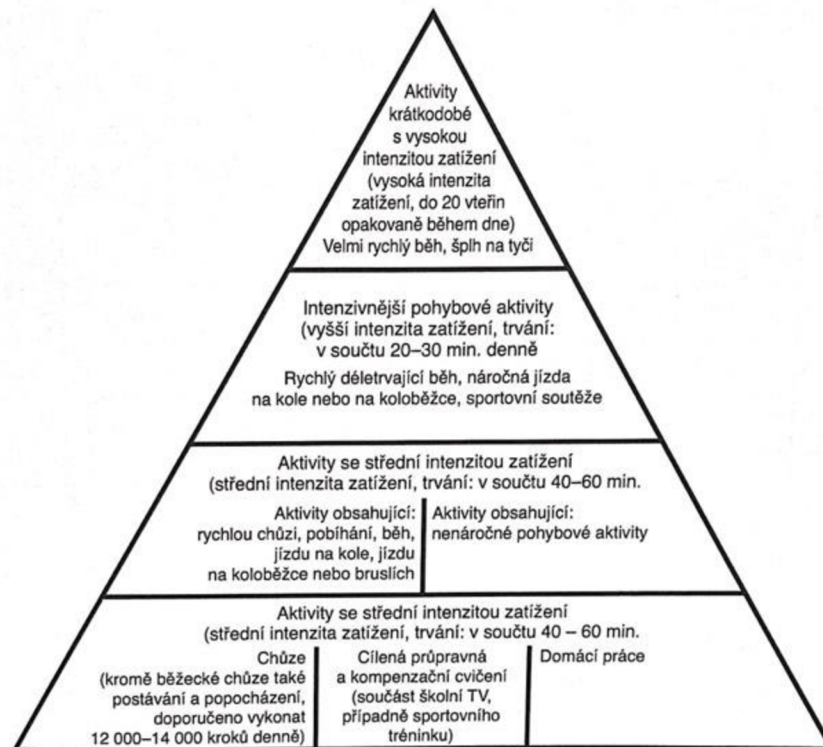 Aktivity
krátkodobé
s vysokou
intenzitou zatížení
(vysoká intenzita
zatížení, do 20 vteřin
opakovaně během dne)
Velmi rychlý běh, šplh na tyči
Intenzivnější pohybové aktivity
(vyšší intenzita zatížení, trvání:
v součtu 20–30 min. denně
Rychlý déletrvající běh, náročná jízda
na kole nebo na koloběžce, sportovní soutěže
Aktivity se střední intenzitou zatížení
(střední intenzita zatížení, trvání: v součtu 40–60 min.
Aktivity obsahující:
rychlou chůzi, pobíhání, běh,
jízdu na kole, jízdu
na koloběžce nebo bruslích
Aktivity obsahující:
nenáročné pohybové aktivity
Aktivity se střední intenzitou zatížení
(střední intenzita zatížení, trvání: v součtu 40 – 60 min.
Chůze
(kromě běžecké chůze také
postávání a popocházení,
doporučeno vykonat
12 000–14 000 kroků denně)
Cílená průpravná
a kompenzační cvičení
(součást školní TV,
případně sportovního
tréninku)
Domácí práce